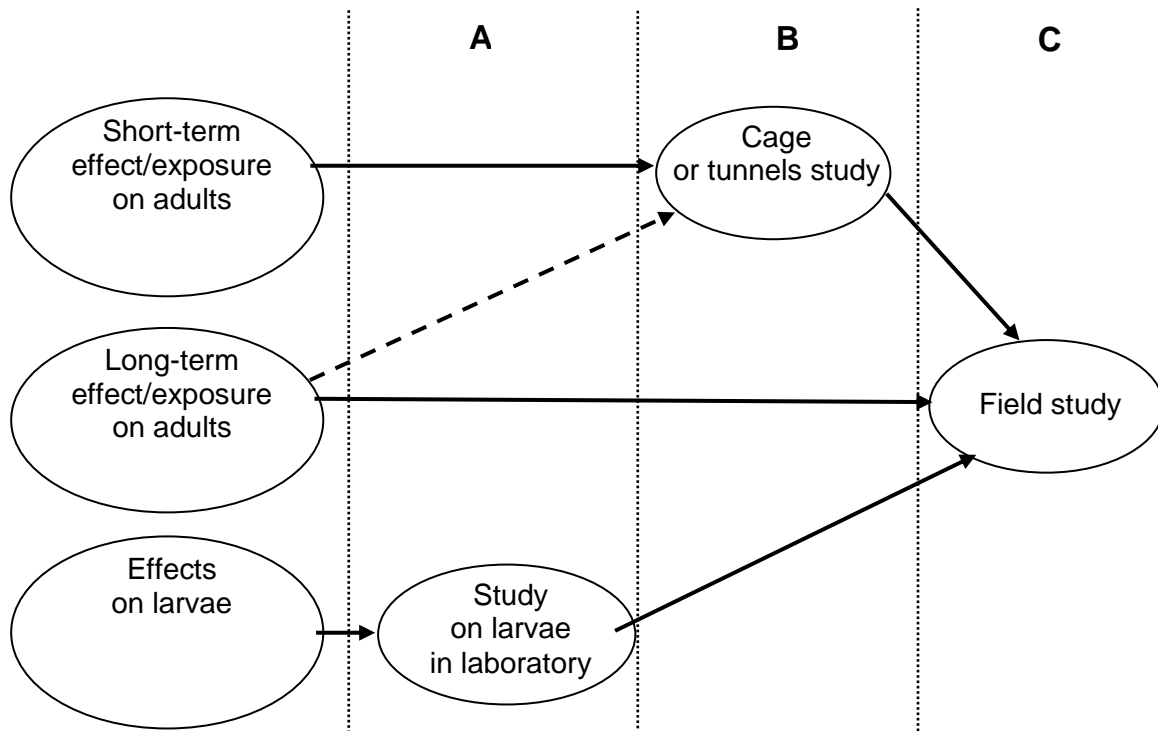 A
B
C
Short-term
effect/exposure
on adults
Cage
or tunnels study
Long-term
effect/exposure
on adults
Field study
Effects
on larvae
Study
on larvae
in laboratory